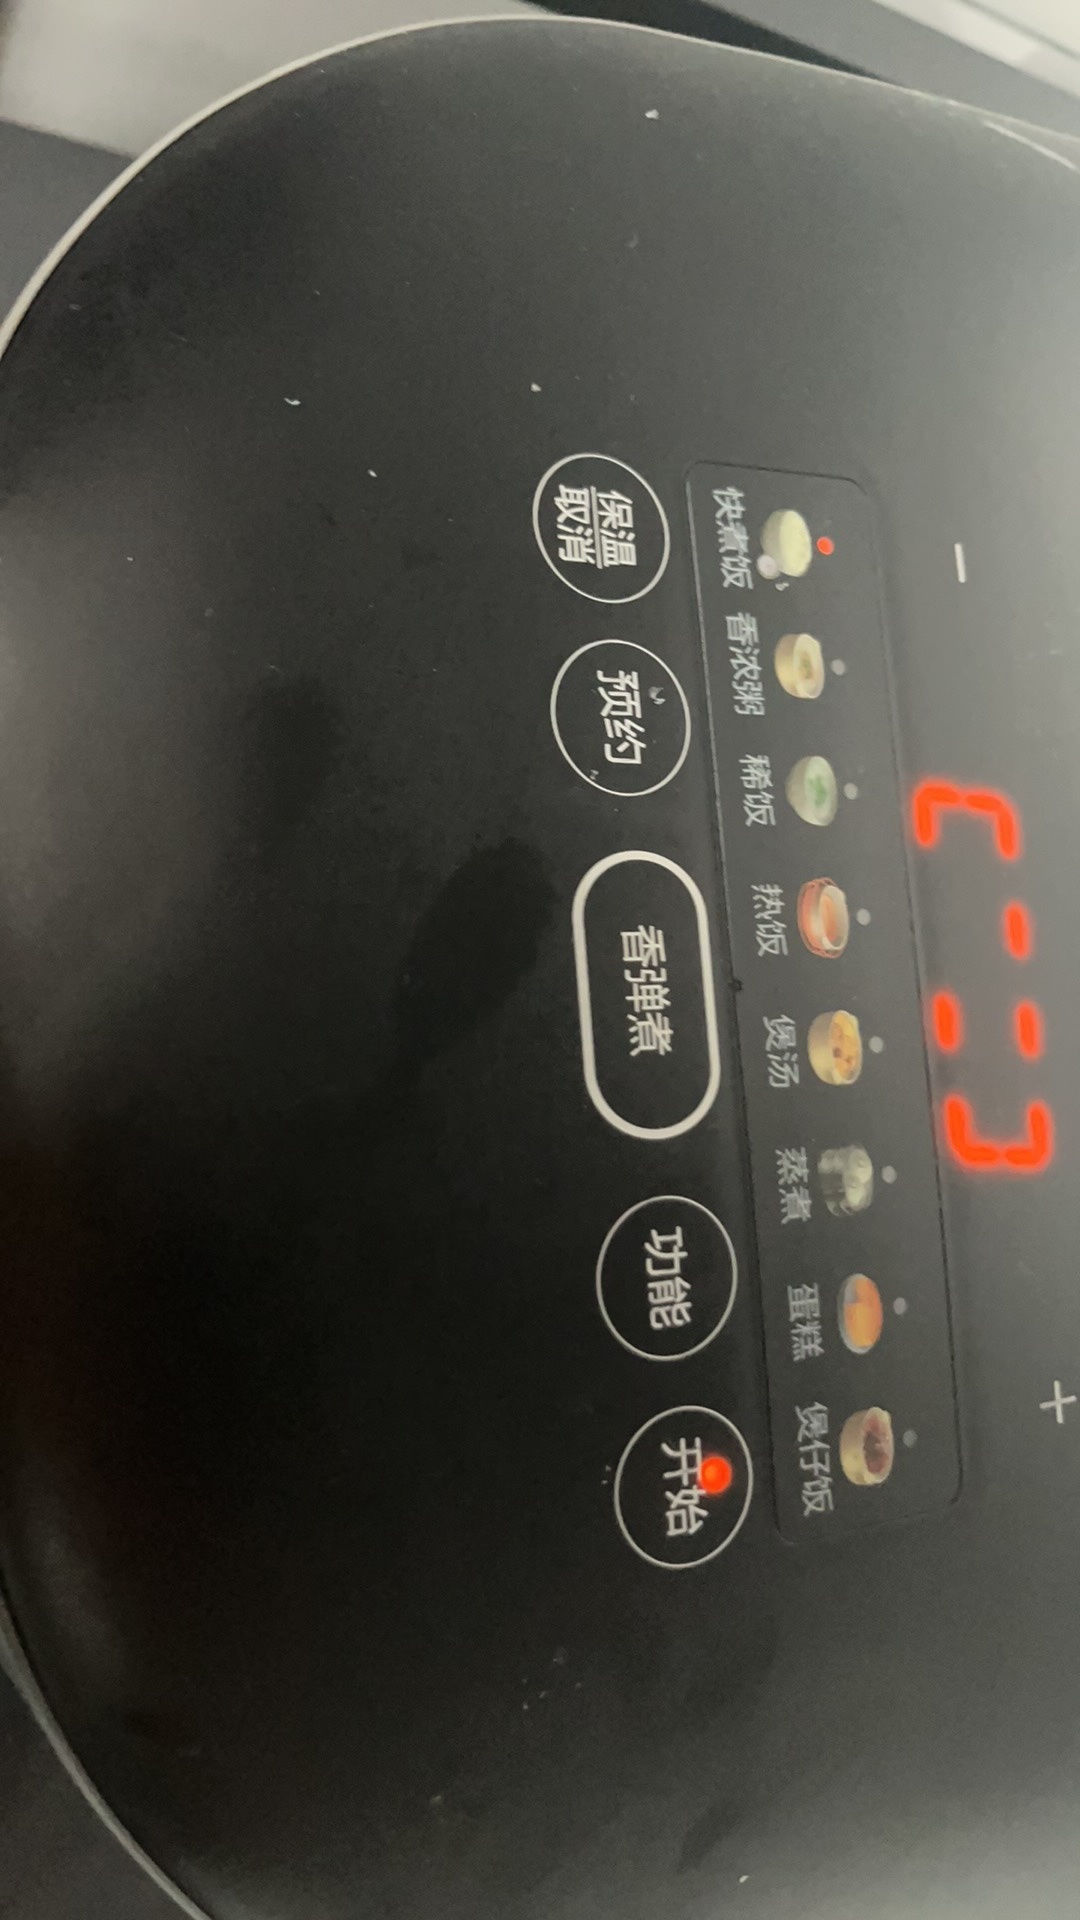 −
+
快煮饭 香浓粥 稀饭 热饭 煲汤 蒸煮 蛋糕 煲仔饭
保温
取消
预约
香弹煮
功能
开始